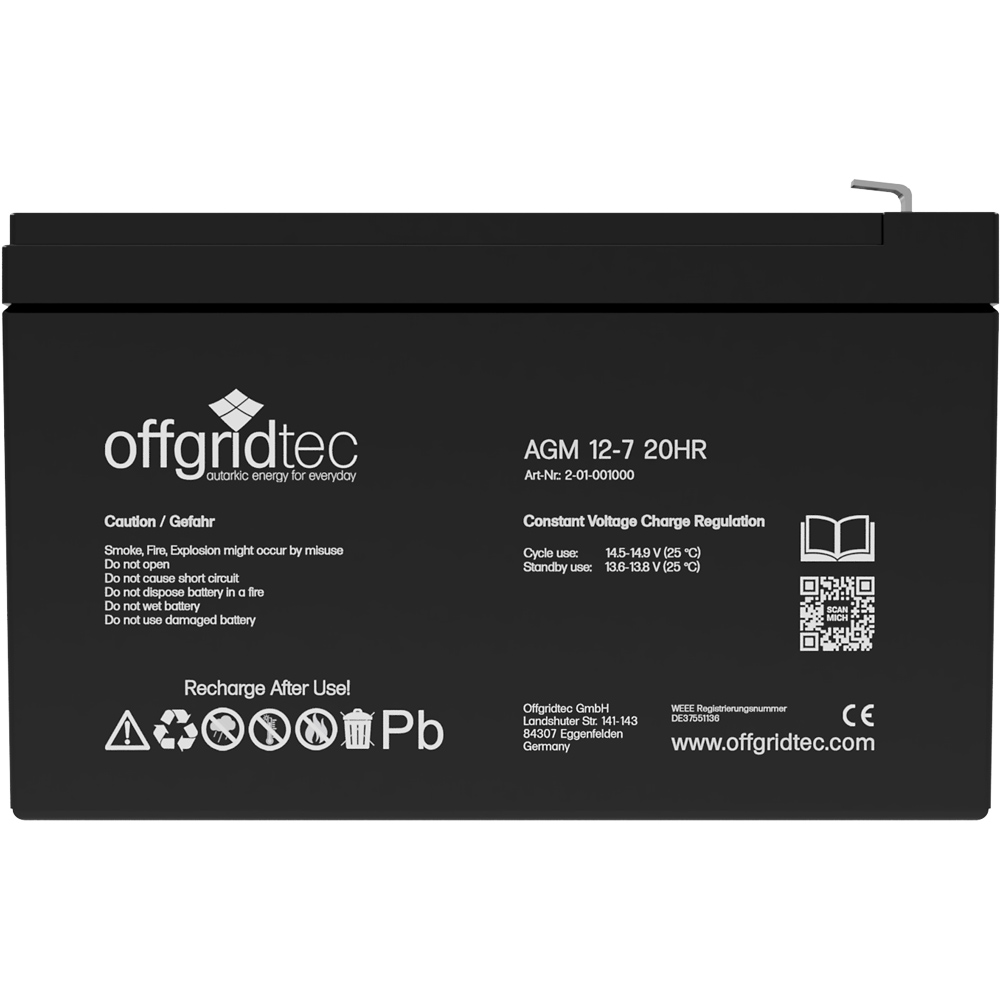 offgridtec
autarkic energy for everyday
Caution / Gefahr
Smoke, Fire, Explosion might occur by misuse
Do not open
Do not cause short circuit
Do not dispose battery in a fire
Do not wet battery
Do not use damaged battery
Recharge After Use!
Pb
AGM 12-7 20HR
Art-Nr.: 2-01-001000
Constant Voltage Charge Regulation
Cycle use: 14.5-14.9 V (25 °C)
Standby use: 13.6-13.8 V (25 °C)
SCAN
MICH
Offgridtec GmbH
Landshuter Str. 141-143
84307 Eggenfelden
Germany
WEEE Registrierungsnummer
DE37551136
CE
www.offgridtec.com